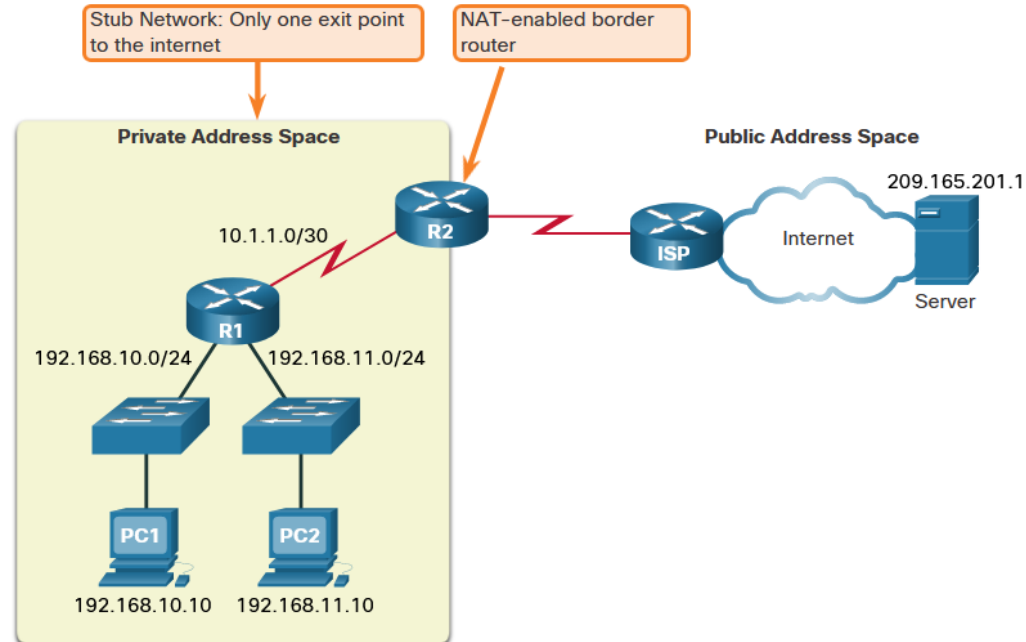 Stub Network: Only one exit point
to the internet
NAT-enabled border
router
Private Address Space
Public Address Space
209.165.201.1
R2
10.1.1.0/30
ISP
Internet
Server
R1
192.168.10.0/24
192.168.11.0/24
PC1
PC2
192.168.10.10
192.168.11.10